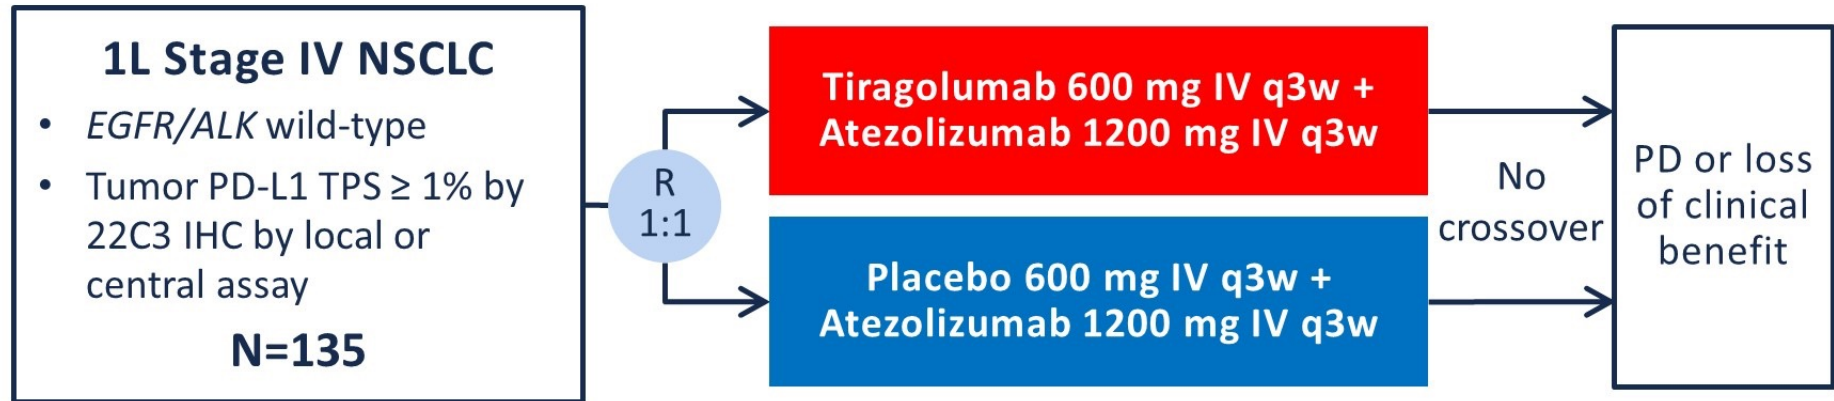 1L Stage IV NSCLC
• EGFR/ALK wild-type
• Tumor PD-L1 TPS ≥ 1% by
22C3 IHC by local or
central assay
N=135
R
1:1
Tiragolumab 600 mg IV q3w +
Atezolizumab 1200 mg IV q3w
Placebo 600 mg IV q3w +
Atezolizumab 1200 mg IV q3w
No
crossover
PD or loss
of clinical
benefit